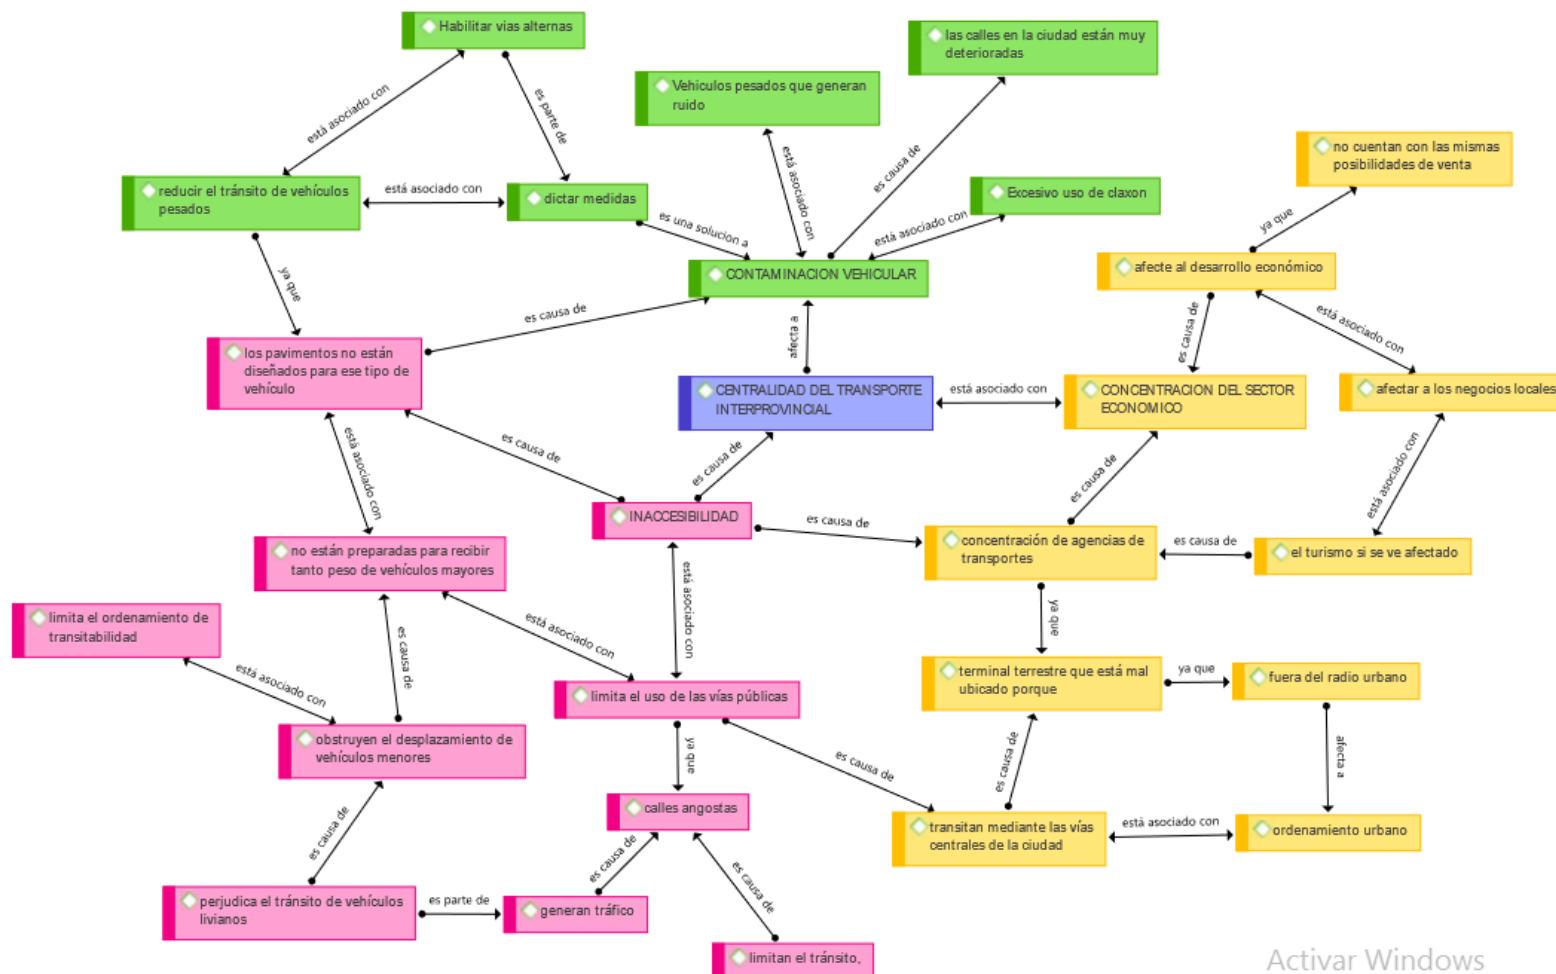 Habilitar vias alternas
las calles en la ciudad están muy
deterioradas
está asociado con
es parte de
Vehiculos pesados que generan
ruido
es causa de
no cuentan con las mismas
posibilidades de venta
reducir el tránsito de vehículos
pesados
está asociado con
dictar medidas
es una solucion a
está asociado con
está asociado con
Excesivo uso de claxon
ya que
ya que
CONTAMINACION VEHICULAR
afecte al desarrollo económico
es causa de
afecta a
es causa de
está asociado con
los pavimentos no están
diseñados para ese tipo de
vehículo
CENTRALIDAD DEL TRANSPORTE
INTERPROVINCIAL
está asociado con
CONCENTRACION DEL SECTOR
ECONOMICO
afectar a los negocios locales
está asociado con
es causa de
es causa de
es causa de
está asociado con
INACCESIBILIDAD
es causa de
no están preparadas para recibir
tanto peso de vehículos mayores
concentración de agencias de
transportes
es causa de
el turismo si se ve afectado
limita el ordenamiento de
transitabilidad
es causa de
está asociado con
está asociado con
ya que
está asociado con
limita el uso de las vías públicas
terminal terrestre que está mal
ubicado porque
ya que
fuera del radio urbano
obstruyen el desplazamiento de
vehículos menores
ya que
es causa de
es causa de
afecta a
es causa de
calles angostas
transitan mediante las vías
centrales de la ciudad
está asociado con
ordenamiento urbano
es causa de
es causa de
perjudica el tránsito de vehículos
livianos
es parte de
generan tráfico
limitan el tránsito,
Activar Windows